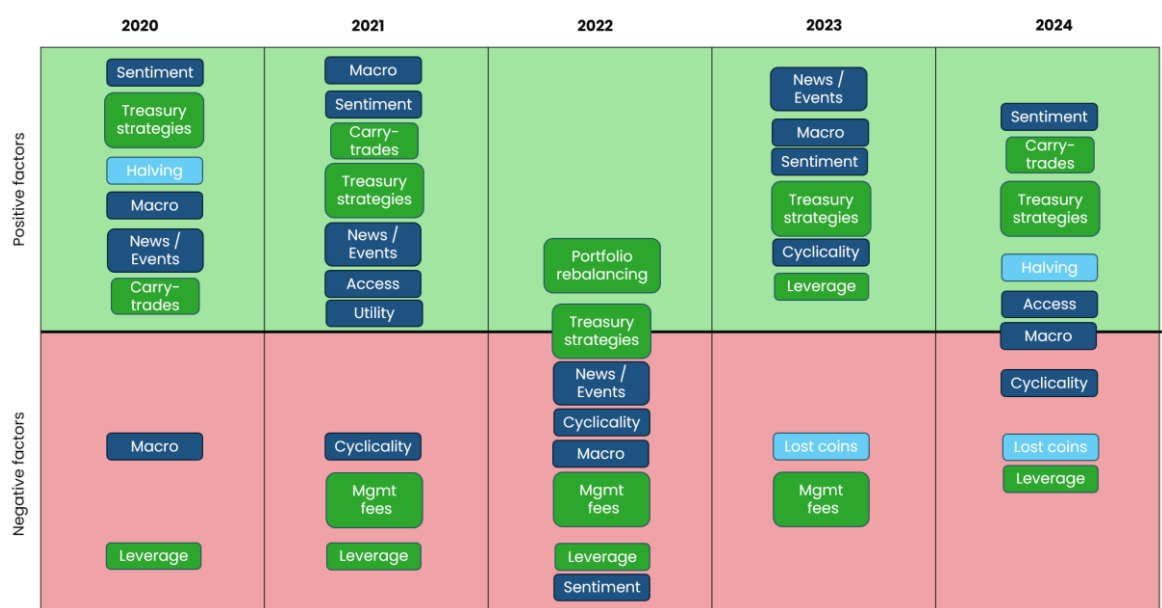 2020
2021
2022
2023
2024
Positive factors
Sentiment
Treasury
strategies
Halving
Macro
News /
Events
Carry-
trades
Macro
Sentiment
Carry-
trades
Treasury
strategies
News /
Events
Access
Utility
Portfolio
rebalancing
Treasury
strategies
News /
Events
Macro
Sentiment
Treasury
strategies
Cyclicality
Leverage
Sentiment
Carry-
trades
Treasury
strategies
Halving
Access
Macro
Negative factors
Macro
Leverage
Cyclicality
Mgmt
fees
Leverage
News /
Events
Cyclicality
Macro
Mgmt
fees
Leverage
Sentiment
Lost coins
Mgmt
fees
Cyclicality
Lost coins
Leverage